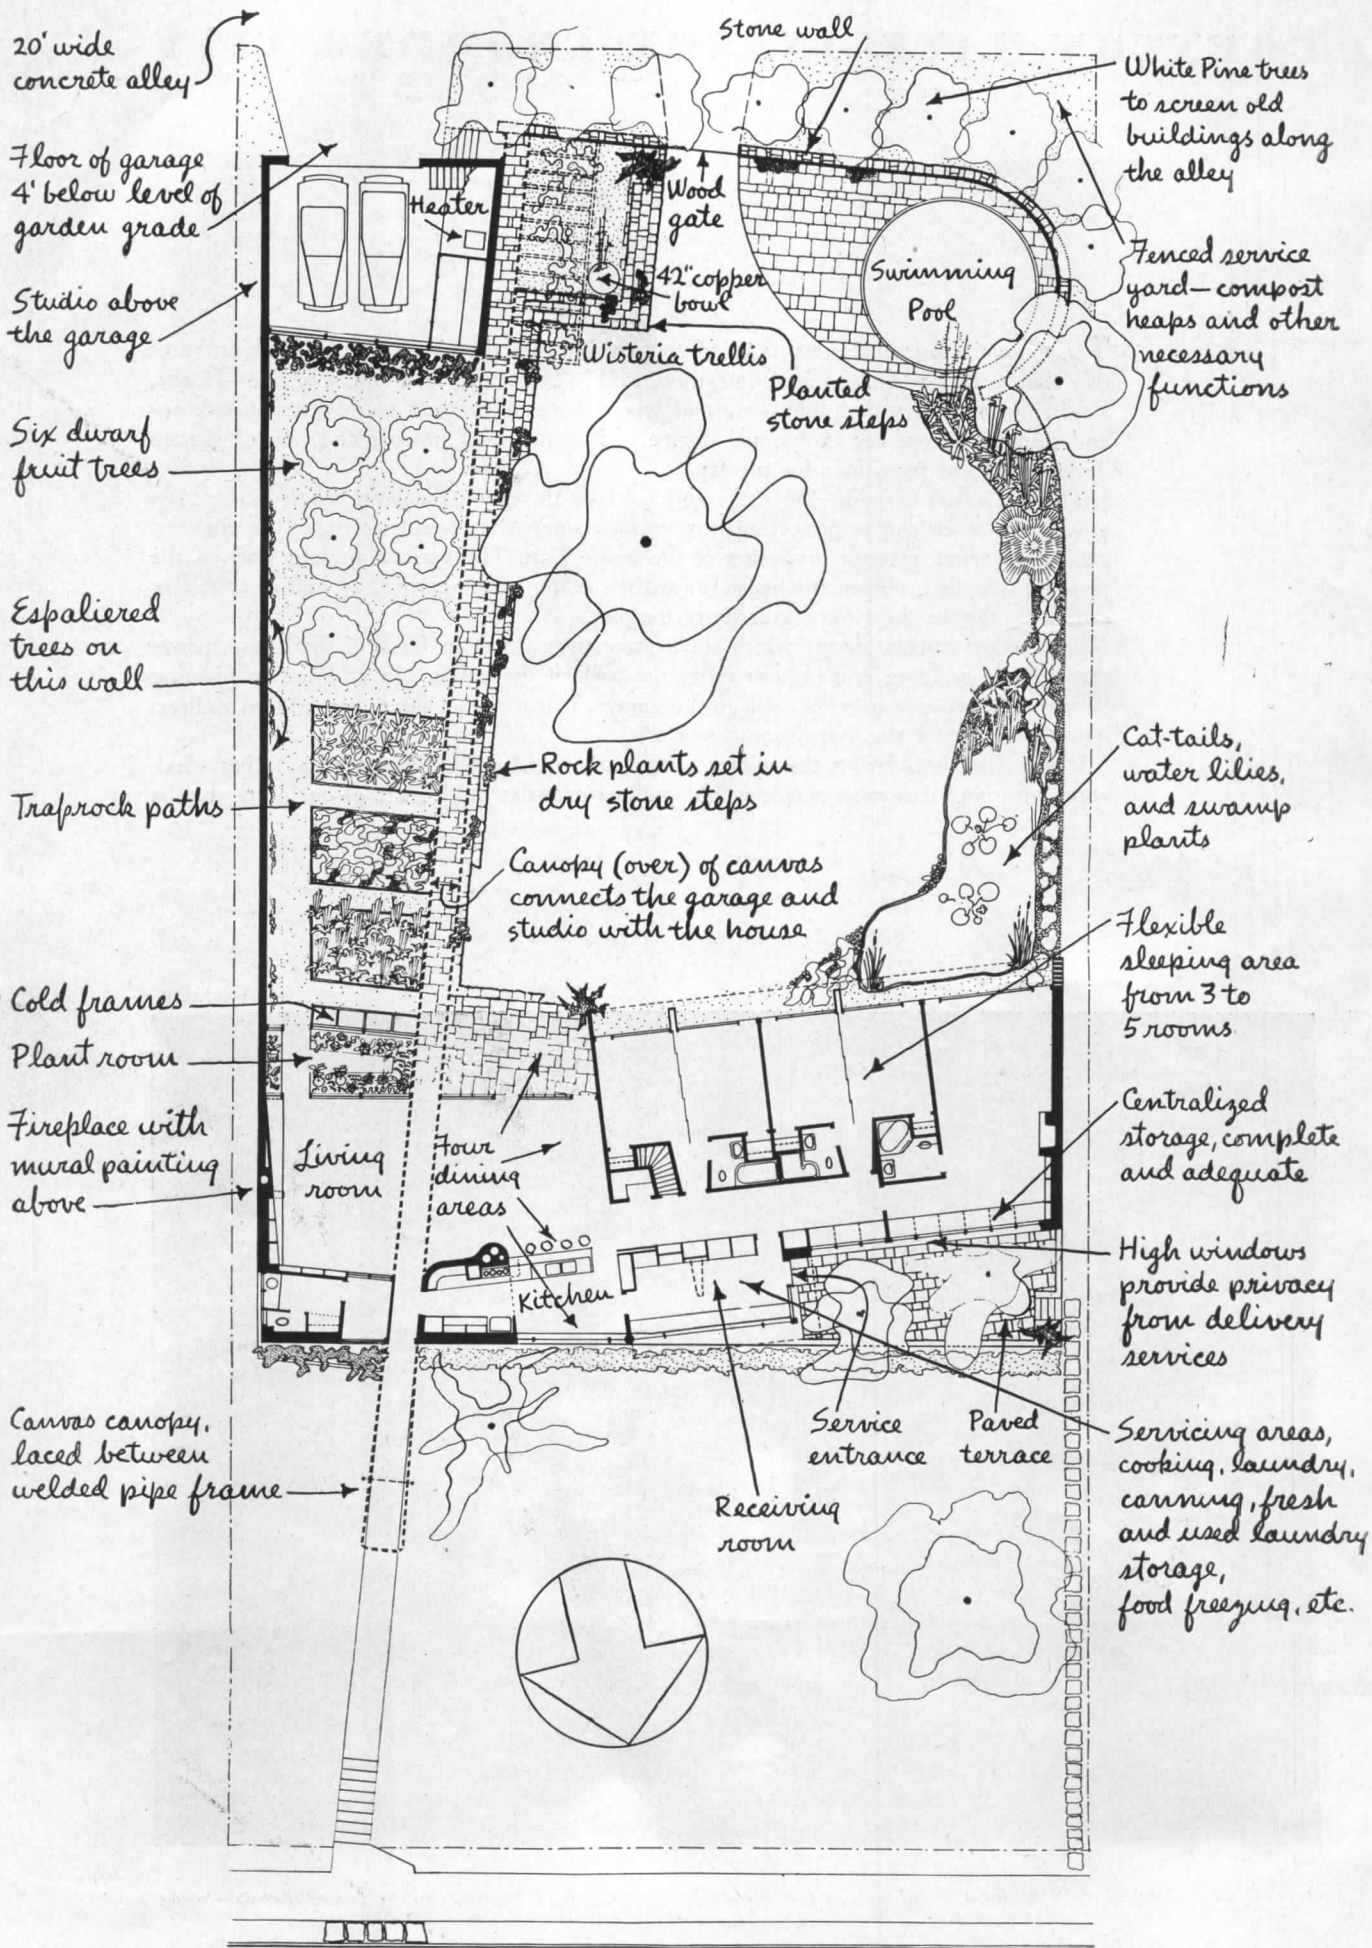 20' wide
concrete alley
Floor of garage
4' below level of
garden grade
Studio above
the garage
Six dwarf
fruit trees
Espaliered
trees on
this wall
Traprock paths
Cold frames
Plant room
Fireplace with
mural painting
above
Canvas canopy,
laced between
welded pipe frame
Stone wall
Heater
Wood
gate
42" copper
bowl
Wisteria trellis
Planted
stone steps
Swimming
Pool
Rock plants set in
dry stone steps
Canopy (over) of canvas
connects the garage and
studio with the house
Living
room
Four
dining
areas
Kitchen
Receiving
room
Service
entrance
Paved
terrace
White Pine trees
to screen old
buildings along
the alley
Fenced service
yard—compost
heaps and other
necessary
functions
Cat-tails,
water lilies,
and swamp
plants
Flexible
sleeping area
from 3 to
5 rooms
Centralized
storage, complete
and adequate
High windows
provide privacy
from delivery
services
Servicing areas,
cooking, laundry,
canning, fresh
and used laundry
storage,
food freezing, etc.